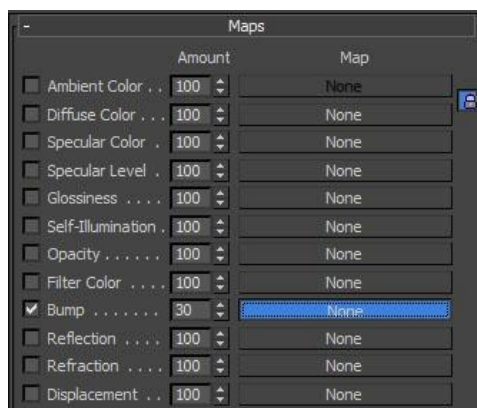 - Maps
Amount Map
Ambient Color . . 100 None
Diffuse Color . . . 100 None
Specular Color . 100 None
Specular Level . 100 None
Glossiness . . . . 100 None
Self-Illumination . 100 None
Opacity . . . . . . 100 None
Filter Color . . . . 100 None
Bump . . . . . . . 30 None
Reflection . . . . 100 None
Refraction . . . . 100 None
Displacement . . 100 None